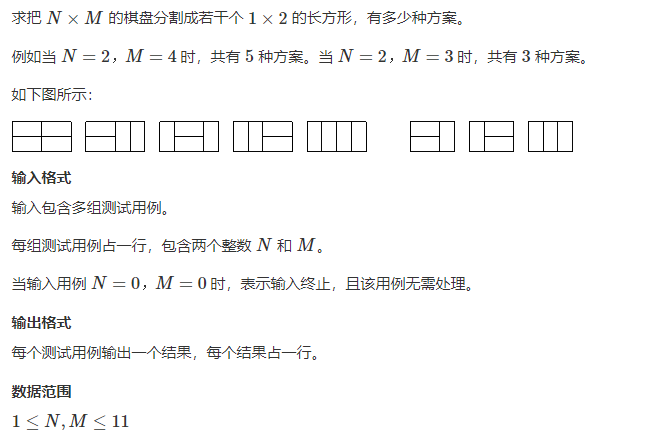 求把 N × M 的棋盘分割成若干个 1 × 2 的长方形，有多少种方案。
例如当 N = 2，M = 4 时，共有 5 种方案。当 N = 2，M = 3 时，共有 3 种方案。
如下图所示：
输入格式
输入包含多组测试用例。
每组测试用例占一行，包含两个整数 N 和 M。
当输入用例 N = 0，M = 0 时，表示输入终止，且该用例无需处理。
输出格式
每个测试用例输出一个结果，每个结果占一行。
数据范围
1 ≤ N, M ≤ 11